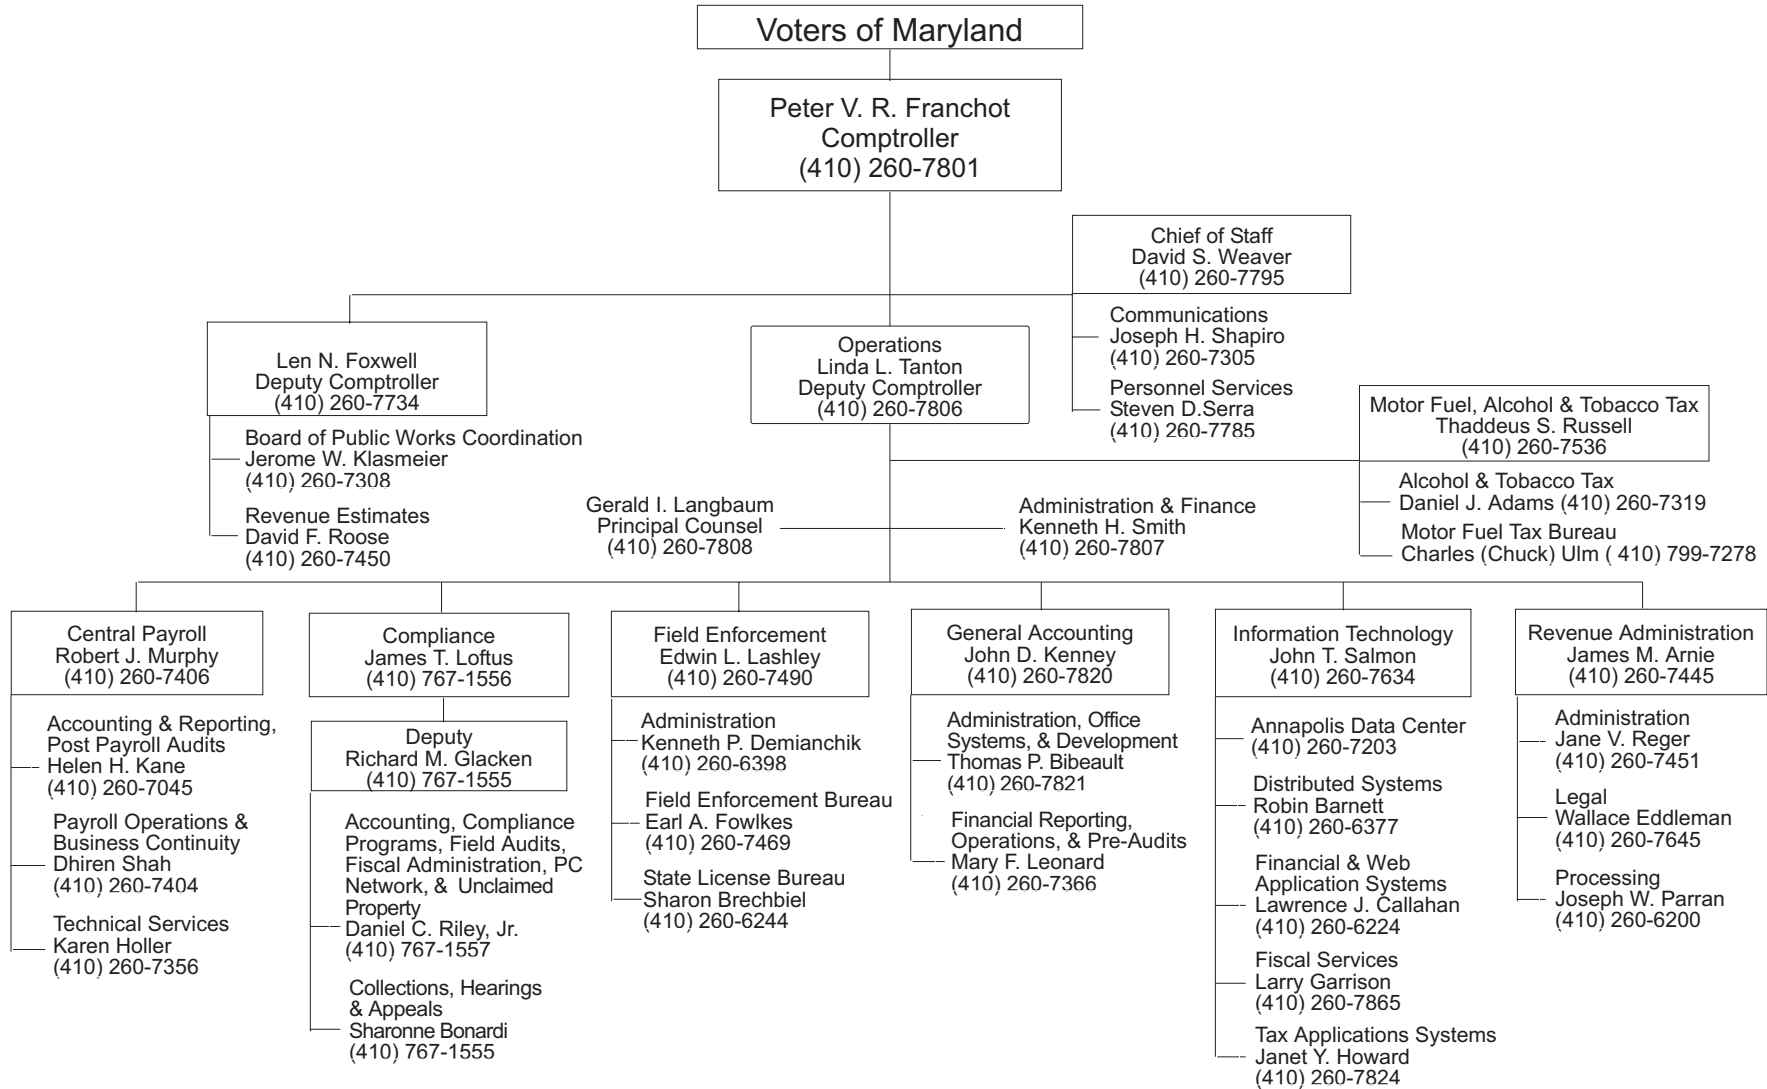 Voters of Maryland
Peter V. R. Franchot
Comptroller
(410) 260-7801
Chief of Staff
David S. Weaver
(410) 260-7795
Communications
Joseph H. Shapiro
(410) 260-7305
Personnel Services
Steven D.Serra
(410) 260-7785
Len N. Foxwell
Deputy Comptroller
(410) 260-7734
Board of Public Works Coordination
Jerome W. Klasmeier
(410) 260-7308
Revenue Estimates
David F. Roose
(410) 260-7450
Operations
Linda L. Tanton
Deputy Comptroller
(410) 260-7806
Motor Fuel, Alcohol & Tobacco Tax
Thaddeus S. Russell
(410) 260-7536
Alcohol & Tobacco Tax
Daniel J. Adams (410) 260-7319
Motor Fuel Tax Bureau
Charles (Chuck) Ulm ( 410) 799-7278
Gerald I. Langbaum
Principal Counsel
(410) 260-7808
Administration & Finance
Kenneth H. Smith
(410) 260-7807
Central Payroll
Robert J. Murphy
(410) 260-7406
Accounting & Reporting,
Post Payroll Audits
Helen H. Kane
(410) 260-7045
Payroll Operations &
Business Continuity
Dhiren Shah
(410) 260-7404
Technical Services
Karen Holler
(410) 260-7356
Compliance
James T. Loftus
(410) 767-1556
Deputy
Richard M. Glacken
(410) 767-1555
Accounting, Compliance
Programs, Field Audits,
Fiscal Administration, PC
Network, & Unclaimed
Property
Daniel C. Riley, Jr.
(410) 767-1557
Collections, Hearings
& Appeals
Sharonne Bonardi
(410) 767-1555
Field Enforcement
Edwin L. Lashley
(410) 260-7490
Administration
Kenneth P. Demianchik
(410) 260-6398
Field Enforcement Bureau
Earl A. Fowlkes
(410) 260-7469
State License Bureau
Sharon Brechbiel
(410) 260-6244
General Accounting
John D. Kenney
(410) 260-7820
Administration, Office
Systems, & Development
Thomas P. Bibeault
(410) 260-7821
Financial Reporting,
Operations, & Pre-Audits
Mary F. Leonard
(410) 260-7366
Information Technology
John T. Salmon
(410) 260-7634
Annapolis Data Center
(410) 260-7203
Distributed Systems
Robin Barnett
(410) 260-6377
Financial & Web
Application Systems
Lawrence J. Callahan
(410) 260-6224
Fiscal Services
Larry Garrison
(410) 260-7865
Tax Applications Systems
Janet Y. Howard
(410) 260-7824
Revenue Administration
James M. Arnie
(410) 260-7445
Administration
Jane V. Reger
(410) 260-7451
Legal
Wallace Eddleman
(410) 260-7645
Processing
Joseph W. Parran
(410) 260-6200